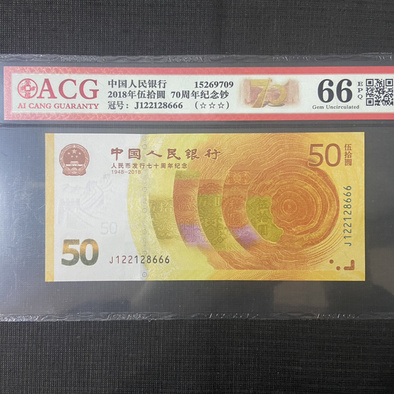 ACG
AI CANG GUARANTY
中国人民银行 15269709
2018年伍拾圆 70周年纪念钞
冠号: J122128666 (☆☆☆)
70
66 EPQ
Gem Uncirculated
中国人民银行
人民币发行七十周年纪念
1948-2018
50 伍拾圆
50
50
J122128666
J122128666